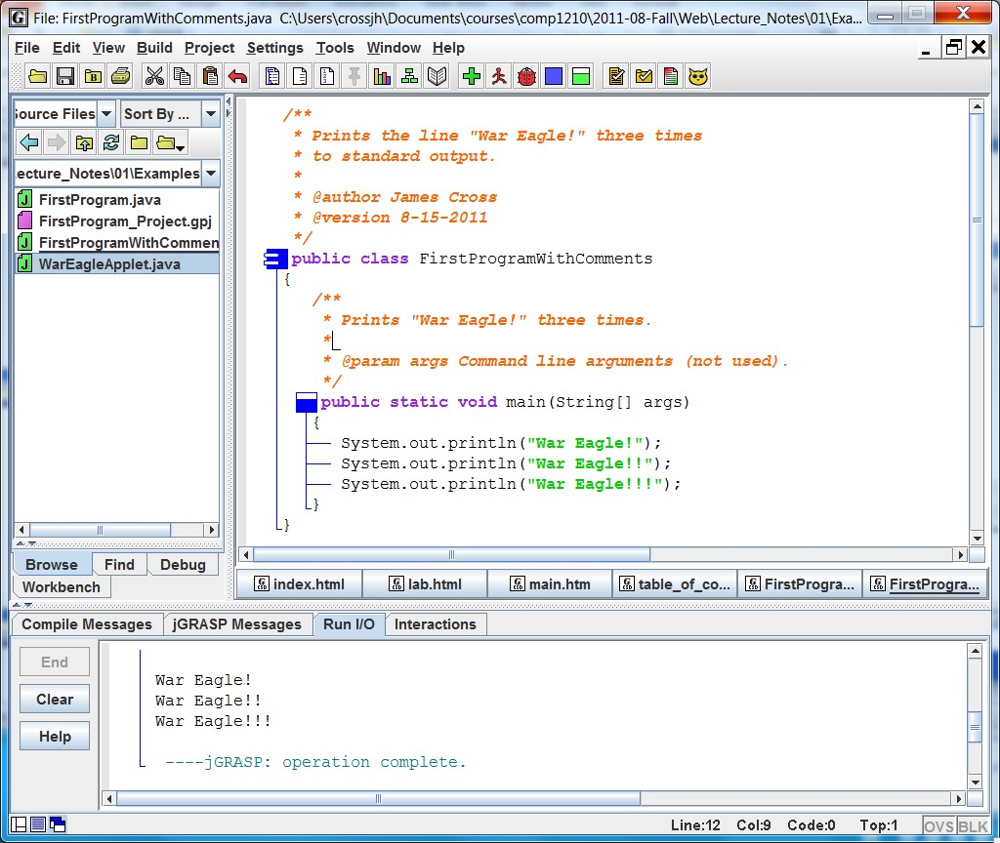 File: FirstProgramWithComments.java C:\Users\crossjh\Documents\courses\comp1210\2011-08-Fall\Web\Lecture_Notes\01\Exa...
File Edit View Build Project Settings Tools Window Help
Source Files Sort By ...
ecture_Notes\01\Examples
FirstProgram.java
FirstProgram_Project.gpj
FirstProgramWithCommen
WarEagleApplet.java
Browse Find Debug
Workbench
/**
* Prints the line "War Eagle!" three times
* to standard output.
*
* @author James Cross
* @version 8-15-2011
*/
public class FirstProgramWithComments
{
/**
* Prints "War Eagle!" three times.
*
* @param args Command line arguments (not used).
*/
public static void main(String[] args)
{
System.out.println("War Eagle!");
System.out.println("War Eagle!!");
System.out.println("War Eagle!!!");
}
}
index.html lab.html main.htm table_of_co... FirstProgra... FirstProgra...
Compile Messages jGRASP Messages Run I/O Interactions
End
Clear
Help
War Eagle!
War Eagle!!
War Eagle!!!
----jGRASP: operation complete.
Line:12 Col:9 Code:0 Top:1 OVS BLK